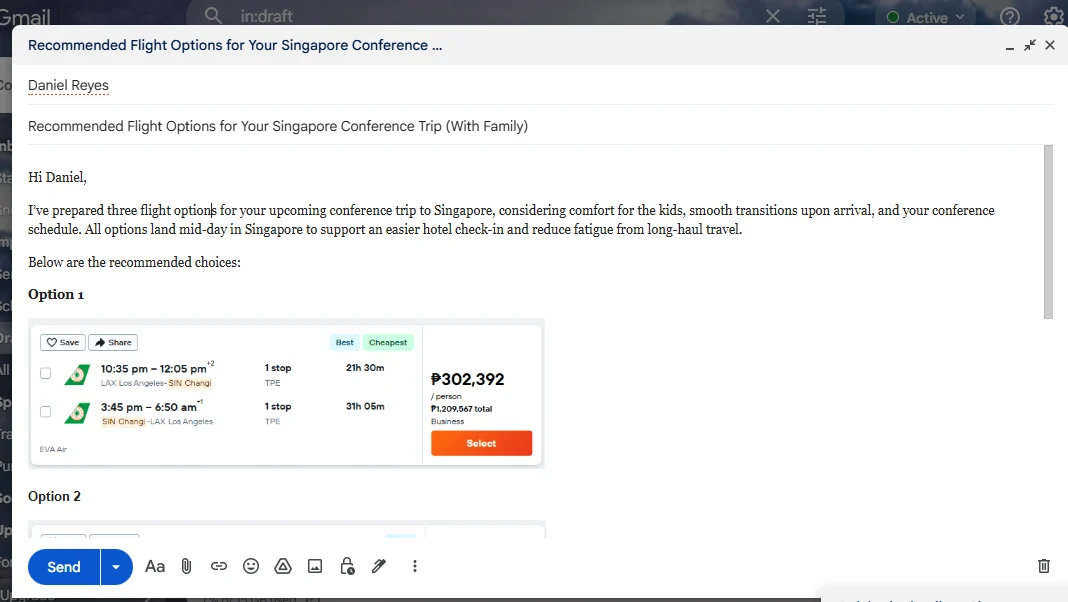 Gmail
in:draft
Active
Recommended Flight Options for Your Singapore Conference ...
Daniel Reyes
Recommended Flight Options for Your Singapore Conference Trip (With Family)
Hi Daniel,
I've prepared three flight options for your upcoming conference trip to Singapore, considering comfort for the kids, smooth transitions upon arrival, and your conference
schedule. All options land mid-day in Singapore to support an easier hotel check-in and reduce fatigue from long-haul travel.
Below are the recommended choices:
Option 1
Save Share Best Cheapest
10:35 pm – 12:05 pm+2 1 stop 21h 30m
LAX Los Angeles- SIN Changi TPE
3:45 pm – 6:50 am+1 1 stop 31h 05m
SIN Changi -LAX Los Angeles TPE
EVA Air
₱302,392
/ person
₱1,209,567 total
Business
Select
Option 2
Send Aa